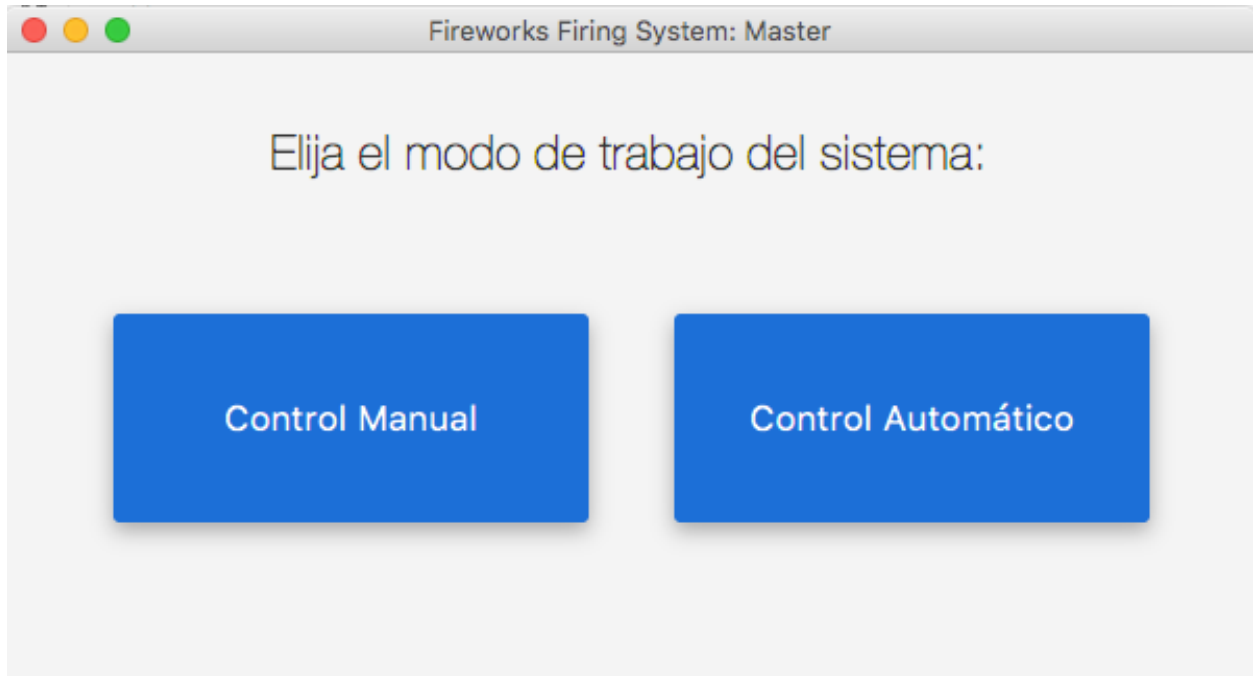 Fireworks Firing System: Master
Elija el modo de trabajo del sistema:
Control Manual
Control Automático